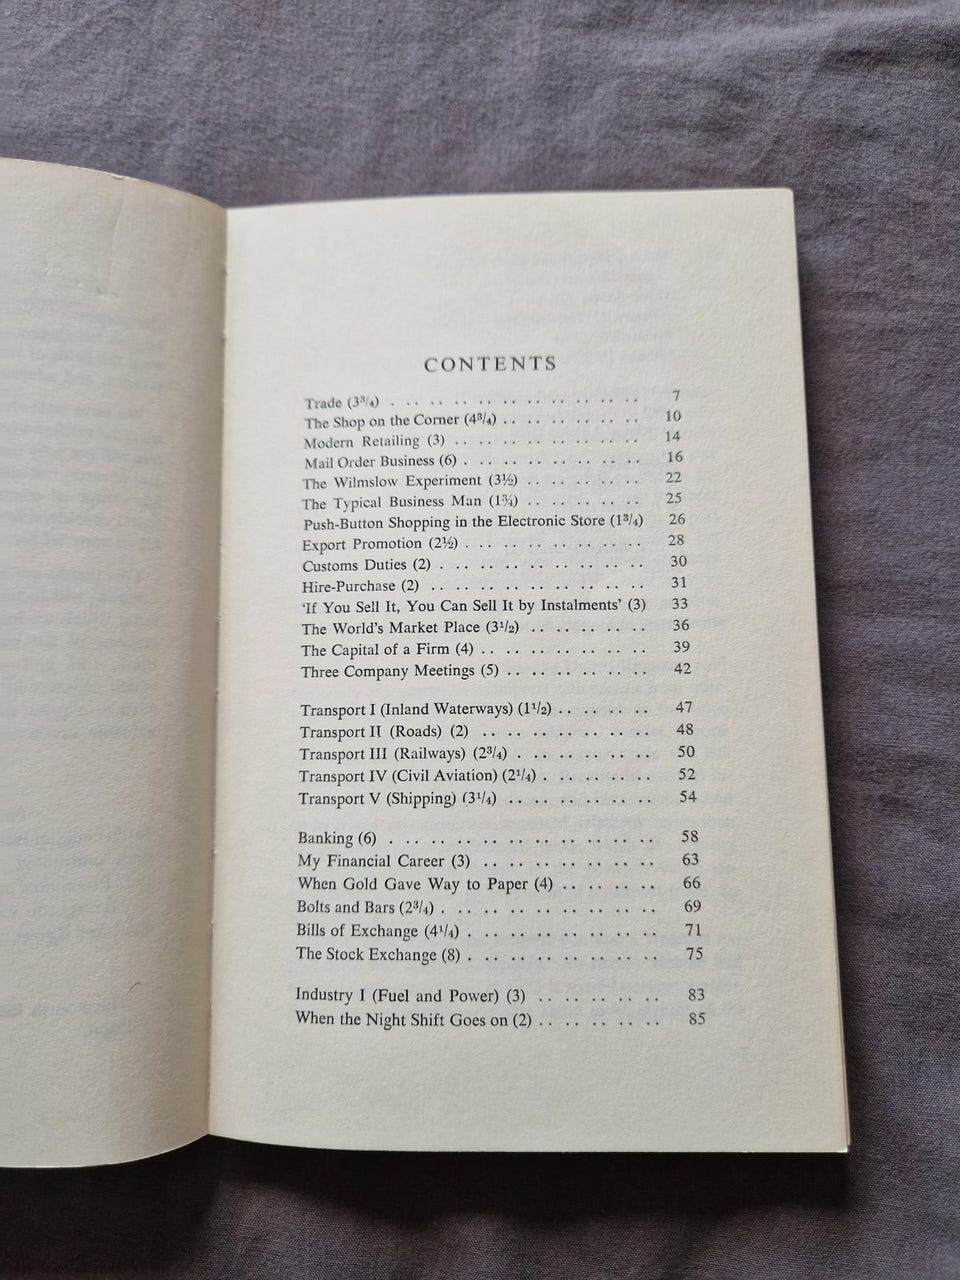 CONTENTS
Trade (3³/₄) . .. .. .. .. .. .. .. .. .. .. .. 7
The Shop on the Corner (4³/₄) .. .. .. .. .. .. .. 10
Modern Retailing (3) .. .. .. .. .. .. .. .. .. 14
Mail Order Business (6) . .. .. .. .. .. .. .. .. 16
The Wilmslow Experiment (3½) .. .. .. .. .. .. 22
The Typical Business Man (1¾) .. .. .. .. .. .. 25
Push-Button Shopping in the Electronic Store (1³/₄) 26
Export Promotion (2½) . .. .. .. .. .. .. .. .. 28
Customs Duties (2) . .. .. .. .. .. .. .. .. .. 30
Hire-Purchase (2) .. .. .. .. .. .. .. .. .. .. 31
‘If You Sell It, You Can Sell It by Instalments’ (3) 33
The World’s Market Place (3¹/₂) .. .. .. .. .. .. 36
The Capital of a Firm (4) .. .. .. .. .. .. .. .. 39
Three Company Meetings (5) .. .. .. .. .. .. .. 42
Transport I (Inland Waterways) (1¹/₂) .. .. .. .. .. 47
Transport II (Roads) (2) .. .. .. .. .. .. .. .. 48
Transport III (Railways) (2³/₄) . .. .. .. .. .. .. 50
Transport IV (Civil Aviation) (2¹/₄) . .. .. .. .. .. 52
Transport V (Shipping) (3¹/₄) .. .. .. .. .. .. .. 54
Banking (6) . .. .. .. .. .. .. .. .. .. .. .. 58
My Financial Career (3) .. .. .. .. .. .. .. .. 63
When Gold Gave Way to Paper (4) .. .. .. .. .. 66
Bolts and Bars (2³/₄) . .. .. .. .. .. .. .. .. .. 69
Bills of Exchange (4¹/₄) . .. .. .. .. .. .. .. .. 71
The Stock Exchange (8) . .. .. .. .. .. .. .. .. 75
Industry I (Fuel and Power) (3) .. .. .. .. .. .. 83
When the Night Shift Goes on (2) .. .. .. .. .. .. 85